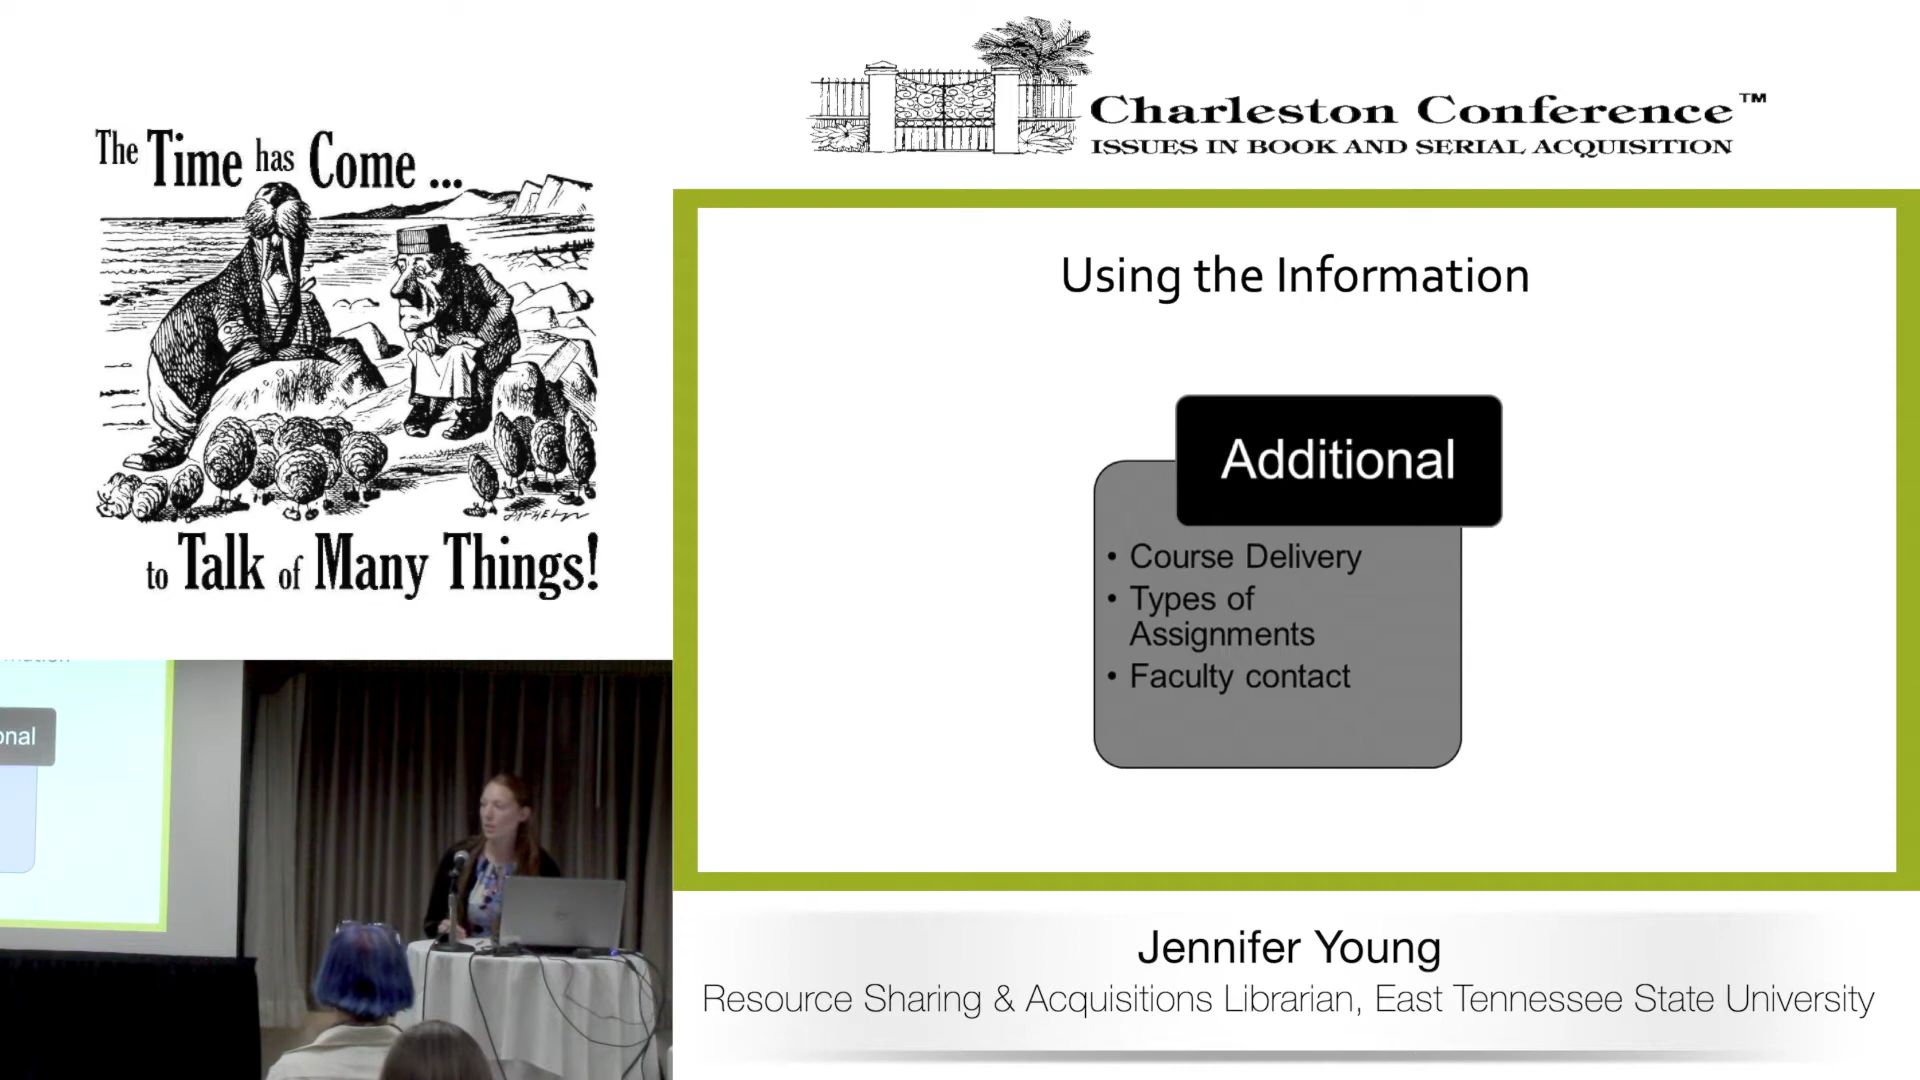 The Time has Come ...
to Talk of Many Things!
Charleston Conference™
ISSUES IN BOOK AND SERIAL ACQUISITION
Using the Information
Additional
• Course Delivery
• Types of
Assignments
• Faculty contact
onal
Jennifer Young
Resource Sharing & Acquisitions Librarian, East Tennessee State University